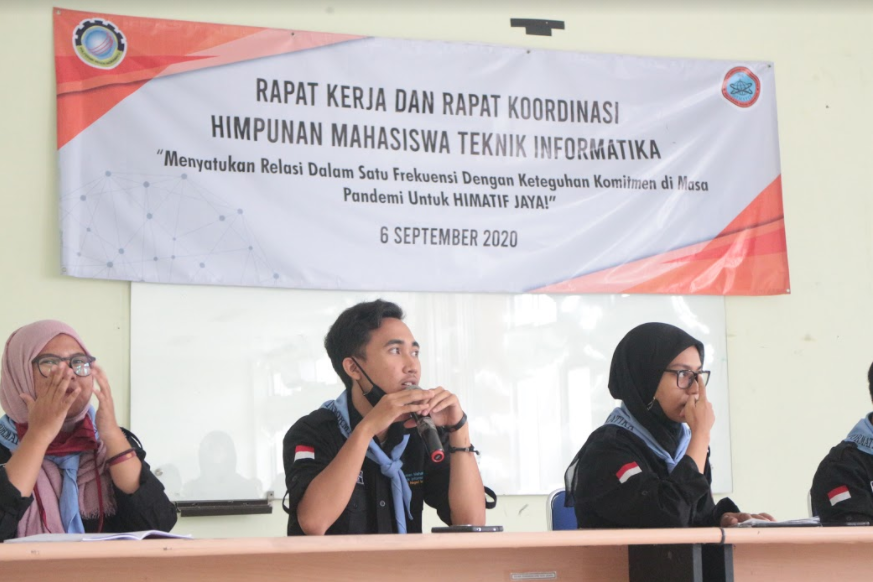 RAPAT KERJA DAN RAPAT KOORDINASI
HIMPUNAN MAHASISWA TEKNIK INFORMATIKA
“Menyatukan Relasi Dalam Satu Frekuensi Dengan Keteguhan Komitmen di Masa
Pandemi Untuk HIMATIF JAYA!”
6 SEPTEMBER 2020